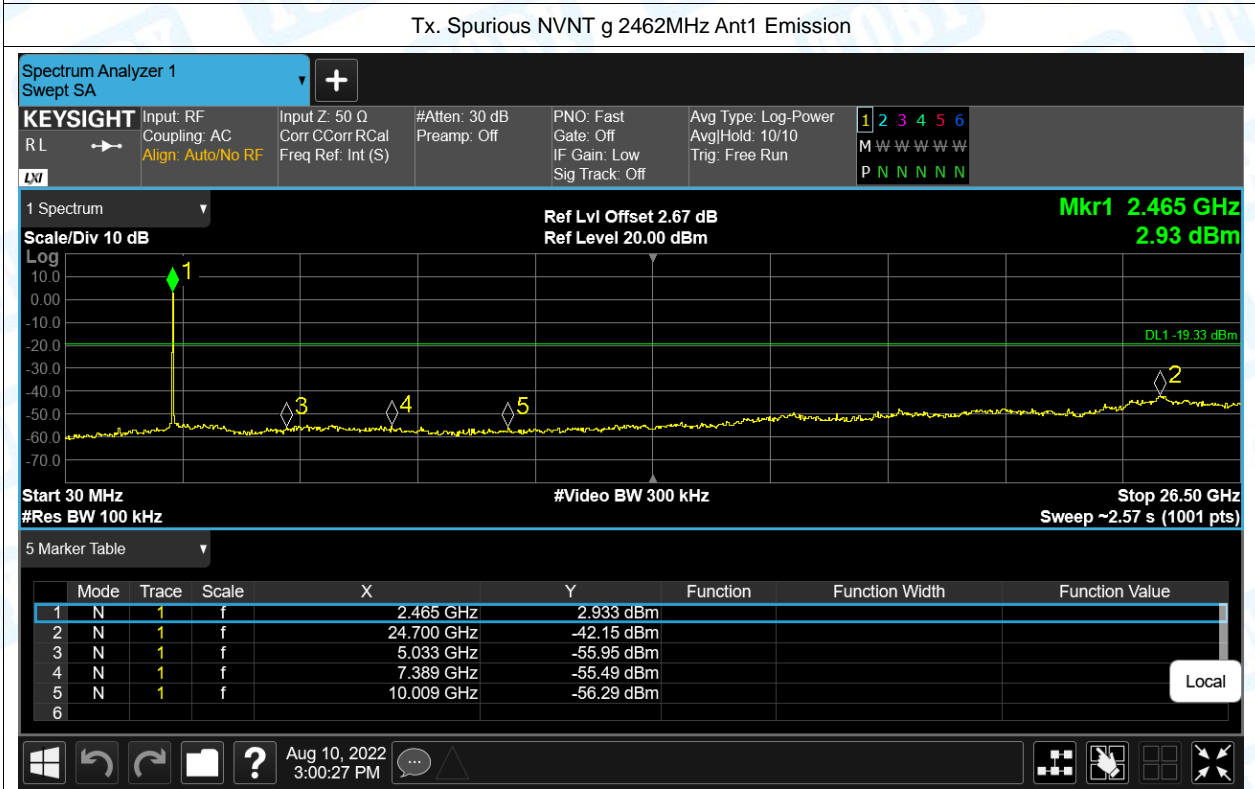 Tx. Spurious NVNT g 2462MHz Ant1 Emission
Spectrum Analyzer 1
Swept SA
KEYSIGHT
RL
LXI
Input: RF
Coupling: AC
Align: Auto/No RF
Input Z: 50 Ω
Corr CCorr RCal
Freq Ref: Int (S)
#Atten: 30 dB
Preamp: Off
PNO: Fast
Gate: Off
IF Gain: Low
Sig Track: Off
Avg Type: Log-Power
Avg|Hold: 10/10
Trig: Free Run
1 2 3 4 5 6
M W W W W W
P N N N N N
1 Spectrum
Scale/Div 10 dB
Ref Lvl Offset 2.67 dB
Ref Level 20.00 dBm
Mkr1 2.465 GHz
2.93 dBm
Log
10.0
0.00
-10.0
-20.0
-30.0
-40.0
-50.0
-60.0
-70.0
1
DL1 -19.33 dBm
2
3
4
5
Start 30 MHz
#Video BW 300 kHz
Stop 26.50 GHz
#Res BW 100 kHz
Sweep ~2.57 s (1001 pts)
5 Marker Table
Mode Trace Scale X Y Function Function Width Function Value
1 N 1 f 2.465 GHz 2.933 dBm
2 N 1 f 24.700 GHz -42.15 dBm
3 N 1 f 5.033 GHz -55.95 dBm
4 N 1 f 7.389 GHz -55.49 dBm
5 N 1 f 10.009 GHz -56.29 dBm
6
Local
?
Aug 10, 2022
3:00:27 PM